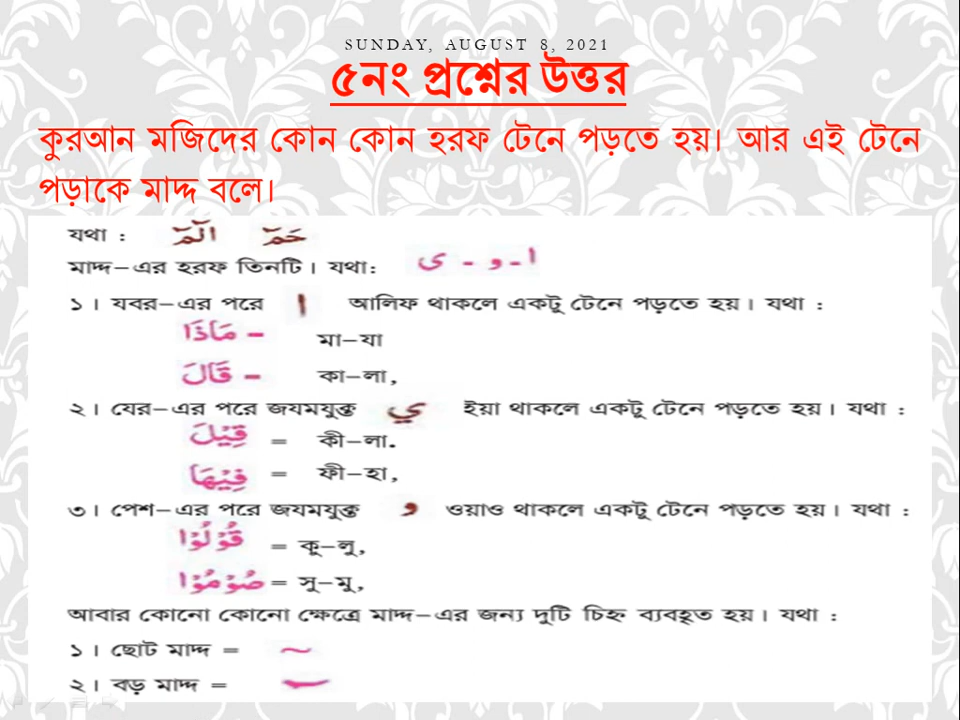 SUNDAY, AUGUST 8, 2021
৫নং প্রশ্নের উত্তর
কুরআন মজিদের কোন কোন হরফ টেনে পড়তে হয়। আর এই টেনে
পড়াকে মাদ্দ বলে।
যথা : الٓمّٓ حٰمّٓ
মাদ্দ–এর হরফ তিনটি। যথা: ا - و - ى
১। যবর–এর পরে ا আলিফ থাকলে একটু টেনে পড়তে হয়। যথা :
مَاذَا – মা–যা
قَالَ – কা–লা,
২। যের–এর পরে জযমযুক্ত ي ইয়া থাকলে একটু টেনে পড়তে হয়। যথা :
قِيْلَ = কী–লা.
فِيْهَا = ফী–হা,
৩। পেশ–এর পরে জযমযুক্ত و ওয়াও থাকলে একটু টেনে পড়তে হয়। যথা :
قُوْلُوْا = কু–লু,
صُوْمُوْا = সু–মু,
আবার কোনো কোনো ক্ষেত্রে মাদ্দ–এর জন্য দুটি চিহ্ন ব্যবহৃত হয়। যথা :
১। ছোট মাদ্দ = ~
২। বড় মাদ্দ =